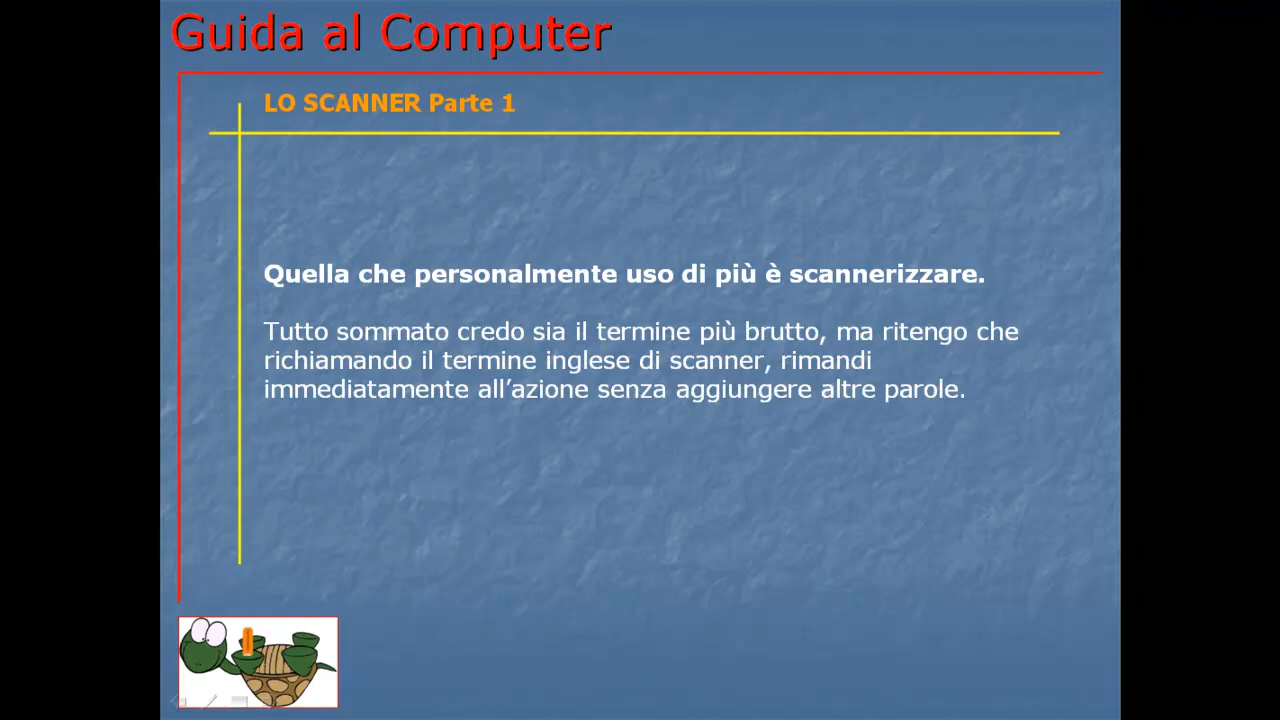 Guida al Computer
LO SCANNER Parte 1
Quella che personalmente uso di più è scannerizzare.
Tutto sommato credo sia il termine più brutto, ma ritengo che
richiamando il termine inglese di scanner, rimandi
immediatamente all’azione senza aggiungere altre parole.